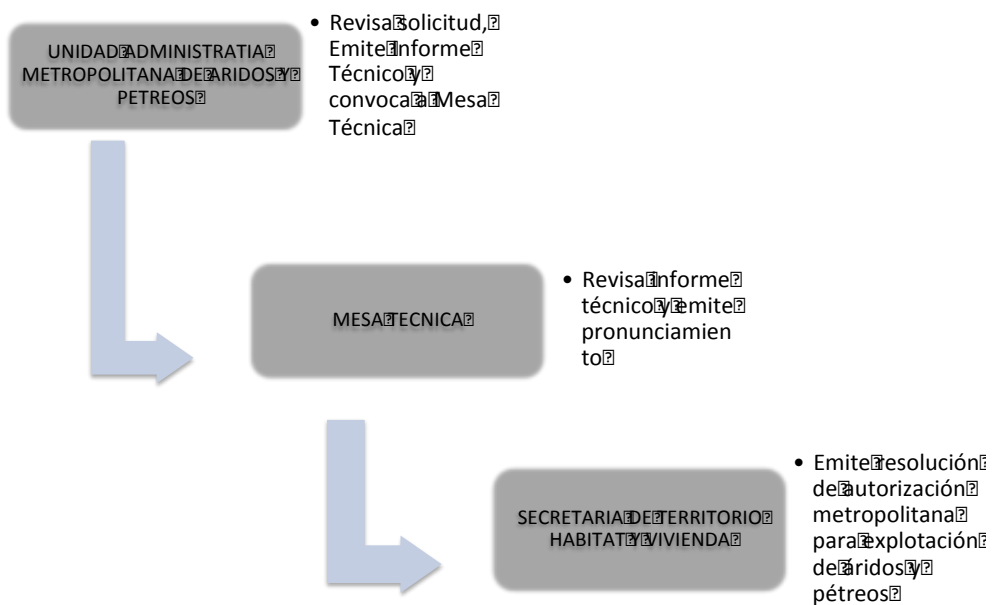 UNIDAD ADMINISTRATIA
METROPOLITANA DE ARIDOS Y
PETREOS
• Revisa solicitud,
Emite Informe
Técnico y
convoca a Mesa
Técnica
MESA TECNICA
• Revisa informe
técnico y emite
pronunciamien
to
SECRETARIA DE TERRITORIO
HABITAT Y VIVIENDA
• Emite resolución
de autorización
metropolitana
para explotación
de áridos y
pétreos